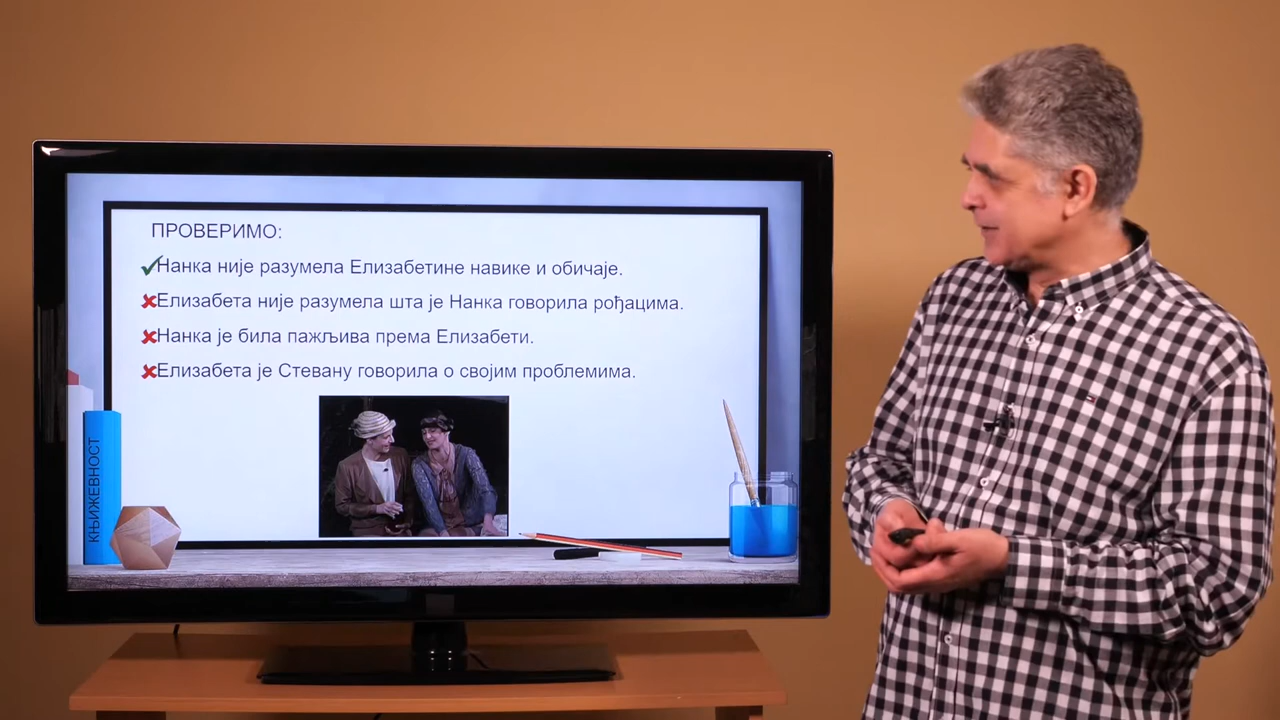 ПРОВЕРИМО:
Нанка није разумела Елизабетине навике и обичаје.
Елизабета није разумела шта је Нанка говорила рођацима.
Нанка је била пажљива према Елизабети.
Елизабета је Стевану говорила о својим проблемима.
КЊИЖЕВНОСТ